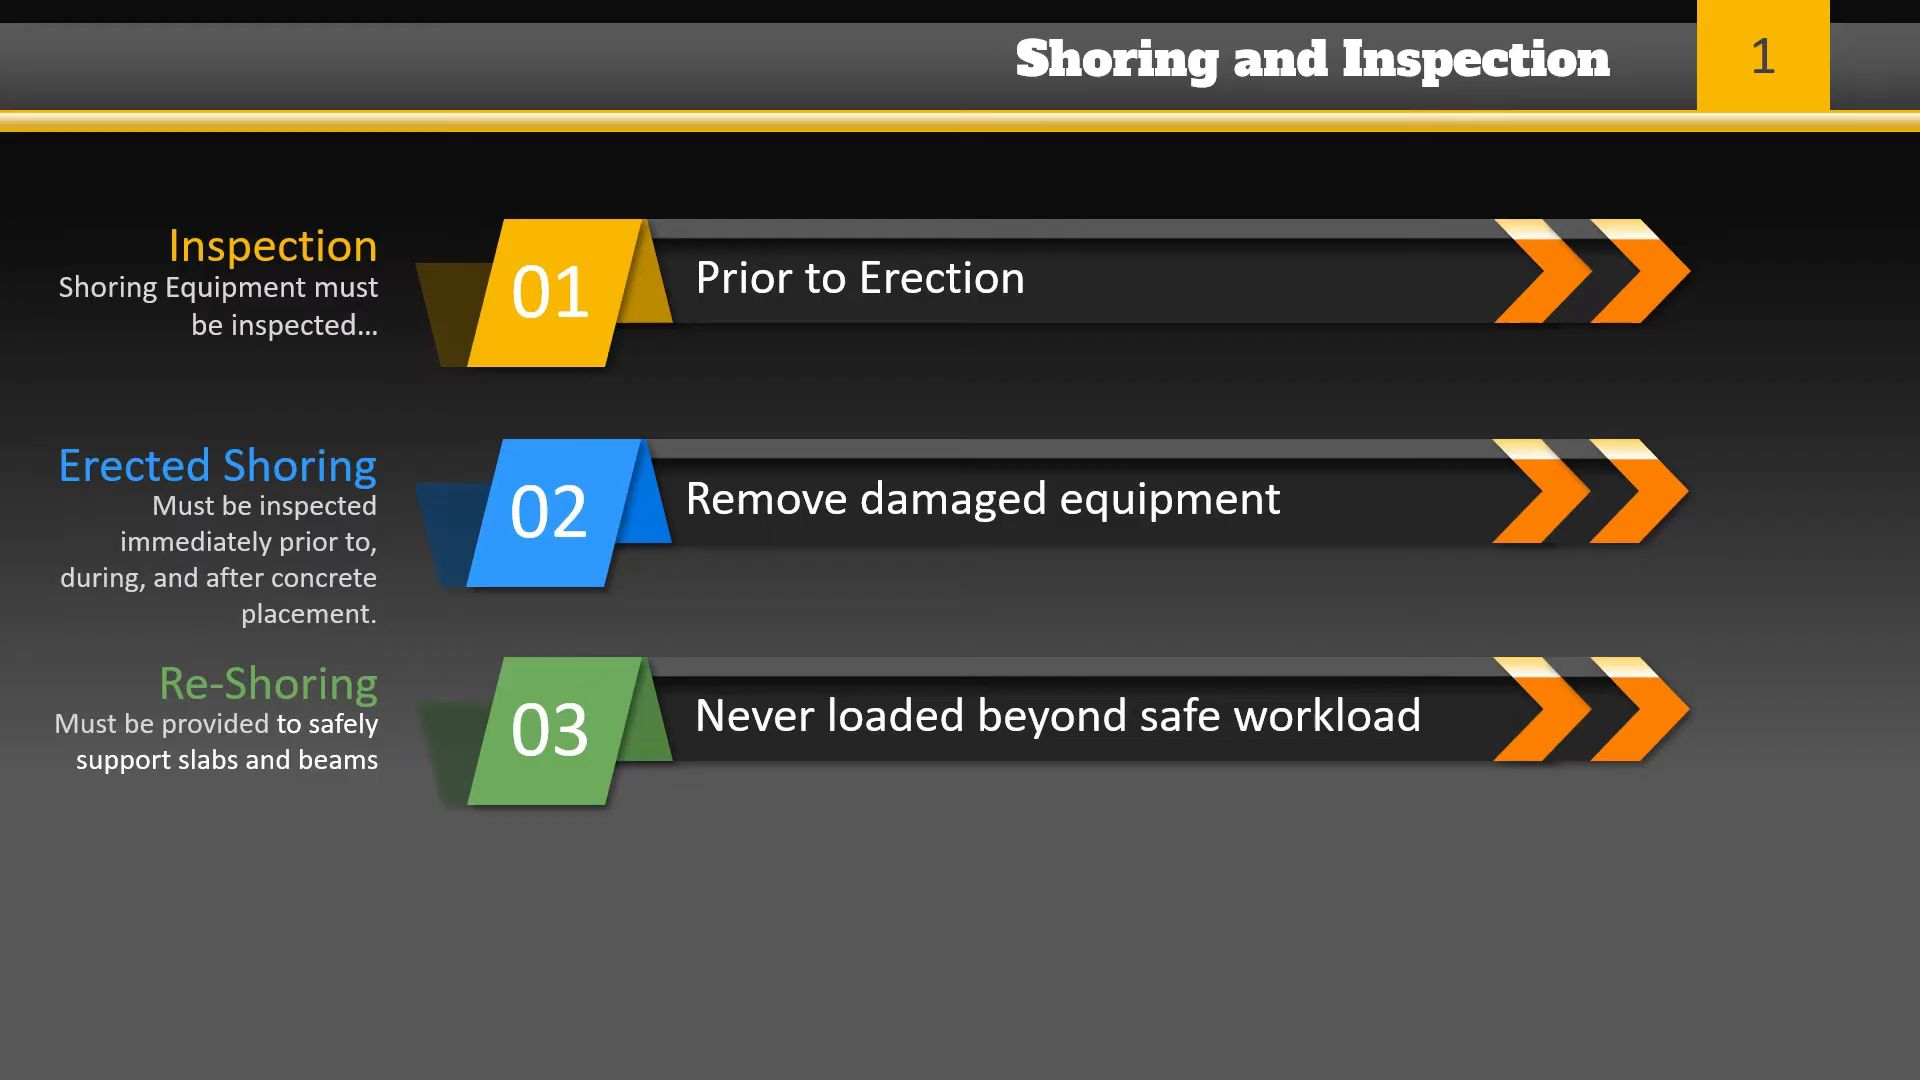 Shoring and Inspection
1
Inspection
Shoring Equipment must
be inspected...
01
Prior to Erection
Erected Shoring
Must be inspected
immediately prior to,
during, and after concrete
placement.
02
Remove damaged equipment
Re-Shoring
Must be provided to safely
support slabs and beams
03
Never loaded beyond safe workload